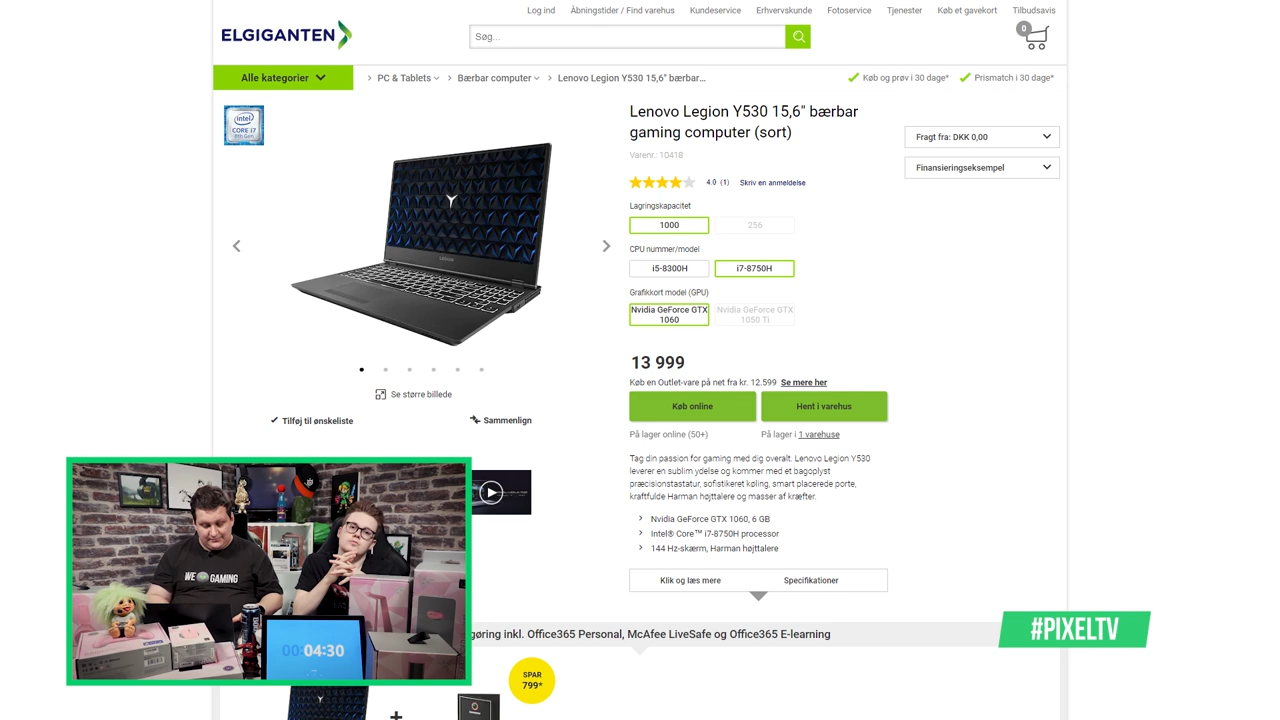 Log ind Åbningstider / Find varehus Kundeservice Erhvervskunde Fotoservice Tjenester Køb et gavekort Tilbudsavis
ELGIGANTEN
Søg...
0
Alle kategorier
PC & Tablets
Bærbar computer
Lenovo Legion Y530 15,6" bærbar...
Køb og prøv i 30 dage*
Prismatch i 30 dage*
intel
CORE i7
8th Gen
Lenovo Legion Y530 15,6" bærbar
gaming computer (sort)
Varenr.: 10418
4.0 (1) Skriv en anmeldelse
Fragt fra: DKK 0,00
Finansieringseksempel
Lagringskapacitet
1000 256
CPU nummer/model
i5-8300H i7-8750H
Grafikkort model (GPU)
Nvidia GeForce GTX
1060
Nvidia GeForce GTX
1050 Ti
LEGION
Se større billede
Tilføj til ønskeliste
Sammenlign
13 999
Køb en Outlet-vare på net fra kr. 12.599 Se mere her
Køb online Hent i varehus
På lager online (50+) På lager i 1 varehuse
Tag din passion for gaming med dig overalt. Lenovo Legion Y530
leverer en sublim ydelse og kommer med et bagoplyst
præcisionstastatur, sofistikeret køling, smart placerede porte,
kraftfulde Harman højttalere og masser af kræfter.
Nvidia GeForce GTX 1060, 6 GB
Intel® Core™ i7-8750H processor
144 Hz-skærm, Harman højttalere
Klik og læs mere Specifikationer
WE GAMING
00:04:30
gøring inkl. Office365 Personal, McAfee LiveSafe og Office365 E-learning
#PIXELTV
SPAR
799*
+